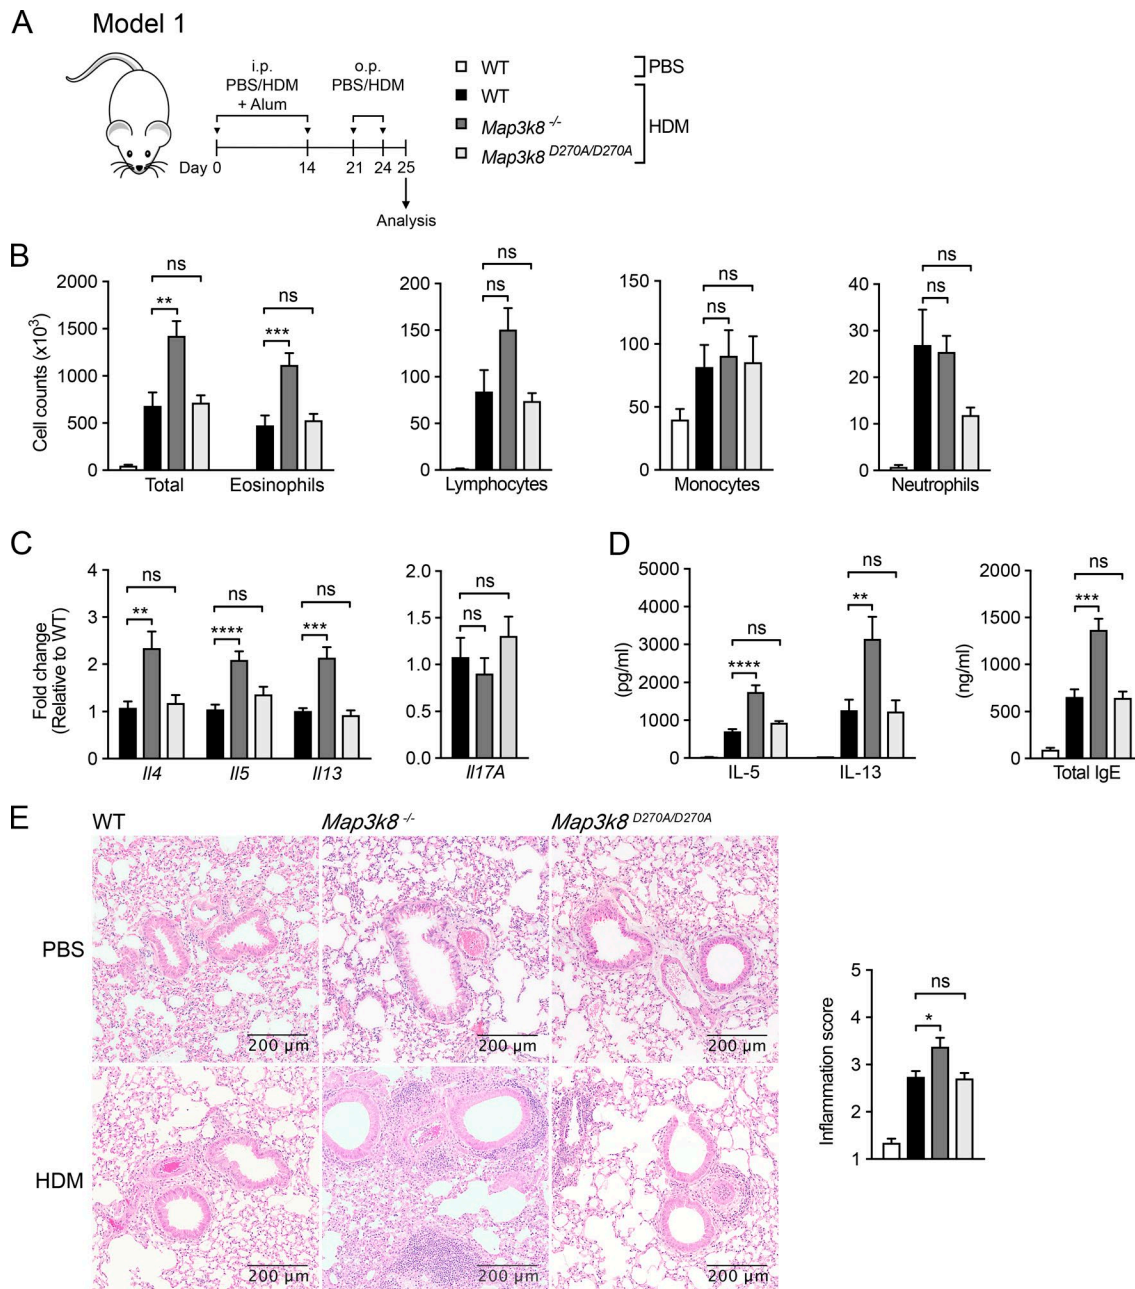 A Model 1
i.p.
PBS/HDM
+ Alum
o.p.
PBS/HDM
Day 0 14 21 24 25
Analysis
WT
PBS
WT
Map3k8 -/-
Map3k8 D270A/D270A
HDM
B
Cell counts (x10³)
2000
1500
1000
500
0
ns
**
ns
***
Total
Eosinophils
200
150
100
50
0
ns
ns
Lymphocytes
150
100
50
0
ns
ns
Monocytes
40
30
20
10
0
ns
ns
Neutrophils
C
Fold change
(Relative to WT)
4
3
2
1
0
ns
**
ns
****
ns
***
Il4
Il5
Il13
2.0
1.5
1.0
0.5
0.0
ns
ns
Il17A
D
(pg/ml)
5000
4000
3000
2000
1000
0
ns
****
ns
**
IL-5
IL-13
(ng/ml)
2000
1500
1000
500
0
ns
***
Total IgE
E
WT
Map3k8 -/-
Map3k8 D270A/D270A
PBS
200 µm
200 µm
200 µm
HDM
200 µm
200 µm
200 µm
Inflammation score
5
4
3
2
1
ns
*